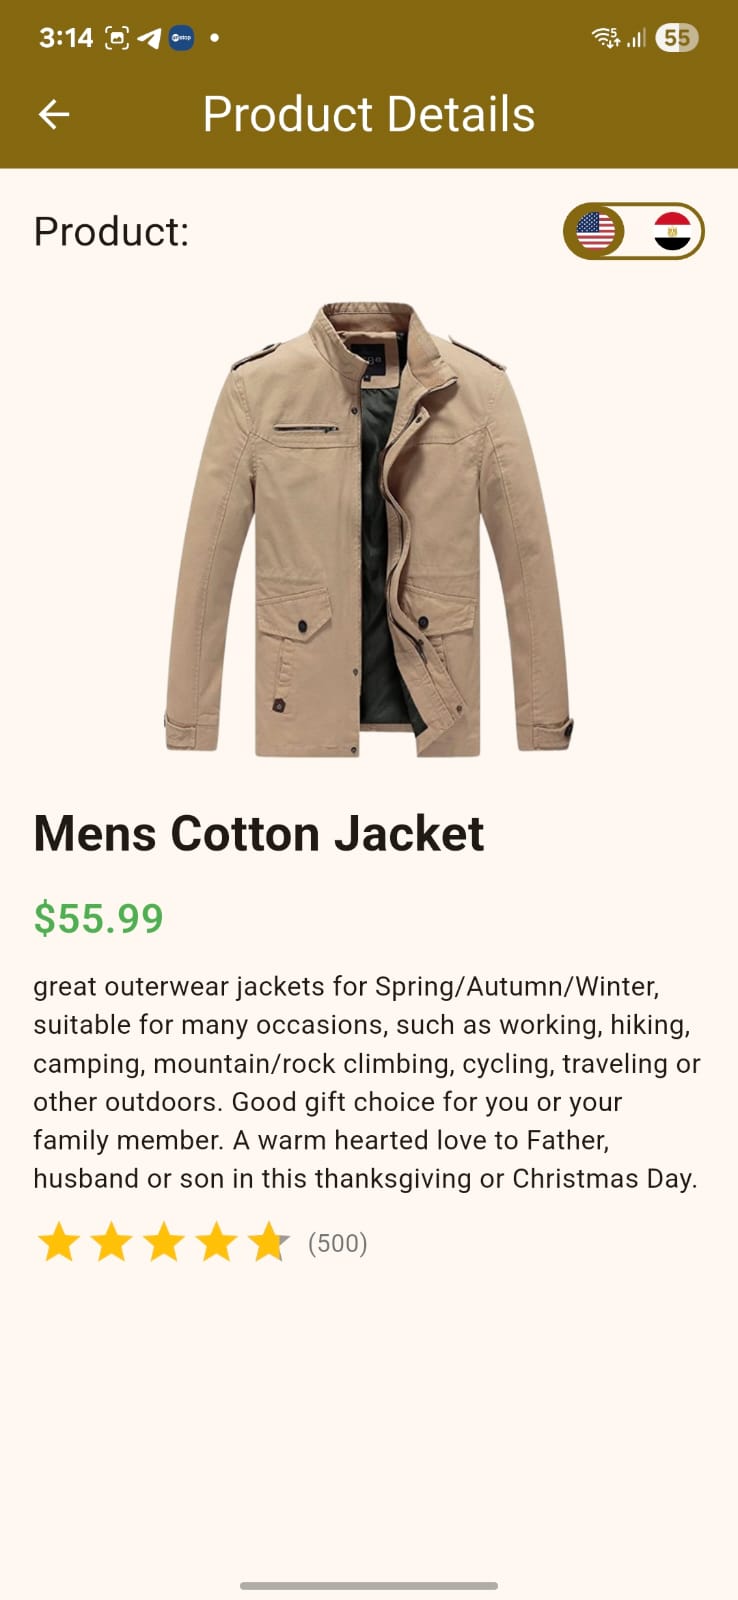 3:14
55
Product Details
Product:
Mens Cotton Jacket
$55.99
great outerwear jackets for Spring/Autumn/Winter,
suitable for many occasions, such as working, hiking,
camping, mountain/rock climbing, cycling, traveling or
other outdoors. Good gift choice for you or your
family member. A warm hearted love to Father,
husband or son in this thanksgiving or Christmas Day.
(500)